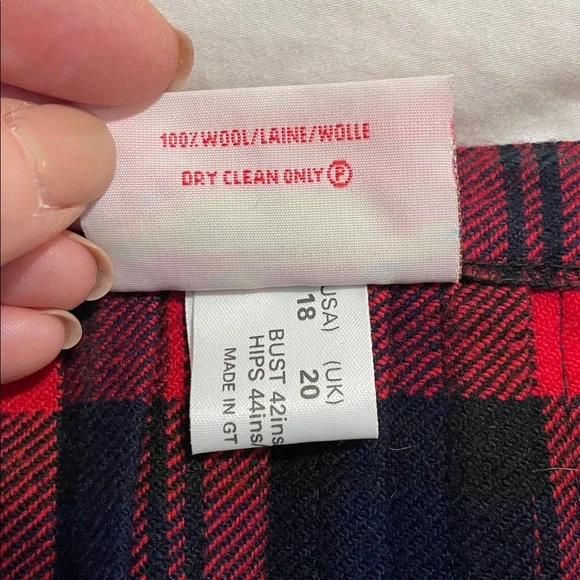 100% WOOL/LAINE/WOLLE
DRY CLEAN ONLY Ⓟ
USA) (UK)
18 20
BUST 42ins
HIPS 44ins/
MADE IN GT